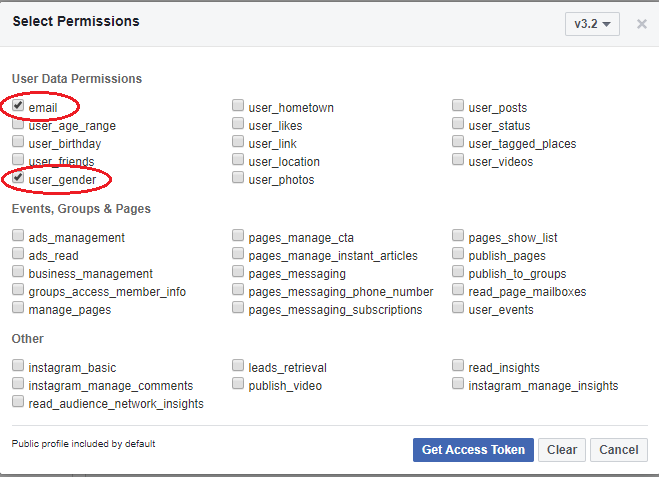 Select Permissions v3.2
User Data Permissions
email user_hometown user_posts
user_age_range user_likes user_status
user_birthday user_link user_tagged_places
user_friends user_location user_videos
user_gender user_photos
Events, Groups & Pages
ads_management pages_manage_cta pages_show_list
ads_read pages_manage_instant_articles publish_pages
business_management pages_messaging publish_to_groups
groups_access_member_info pages_messaging_phone_number read_page_mailboxes
manage_pages pages_messaging_subscriptions user_events
Other
instagram_basic leads_retrieval read_insights
instagram_manage_comments publish_video instagram_manage_insights
read_audience_network_insights
Public profile included by default Get Access Token Clear Cancel